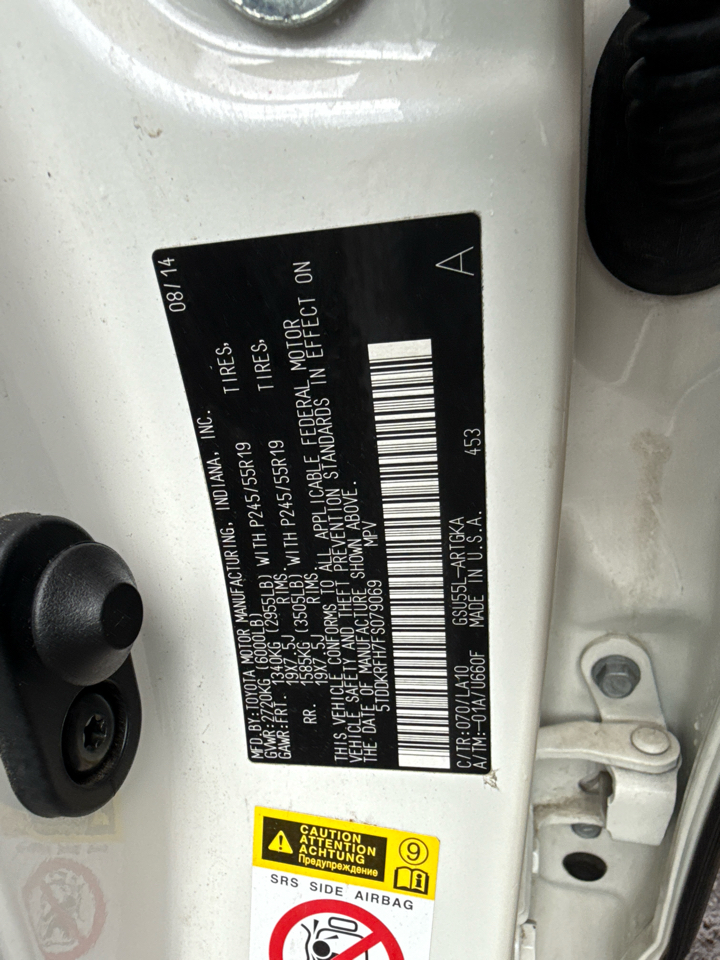 08/14
MFD.BY:TOYOTA MOTOR MANUFACTURING, INDIANA, INC.
GVWR:2720KG (6000LB)
GAWR:FRT. 1340KG (2955LB) WITH P245/55R19 TIRES,
19X7.5J RIMS
RR. 1585KG (3505LB) WITH P245/55R19 TIRES,
19X7.5J RIMS.
THIS VEHICLE CONFORMS TO ALL APPLICABLE FEDERAL MOTOR
VEHICLE SAFETY AND THEFT PREVENTION STANDARDS IN EFFECT ON
THE DATE OF MANUFACTURE SHOWN ABOVE.
5TDDKRFH7FS079069 MPV
A
C/TR:070/LA10 GSU55L-ARTGKA 453
A/TM:-01A/U660F MADE IN U.S.A.
CAUTION
ATTENTION
ACHTUNG
Предупреждение
9
SRS SIDE AIRBAG